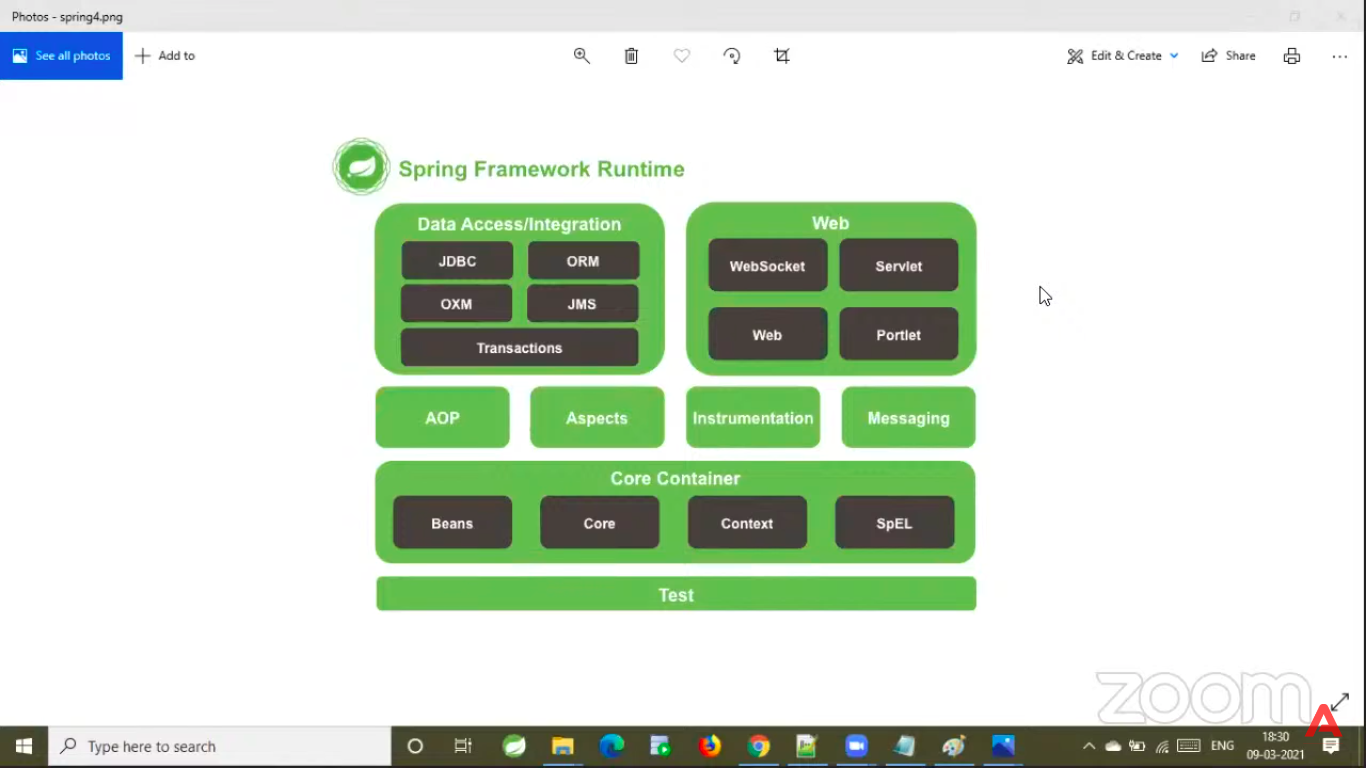 Photos - spring4.png
See all photos
Add to
Edit & Create
Share
Spring Framework Runtime
Data Access/Integration
JDBC
ORM
OXM
JMS
Transactions
Web
WebSocket
Servlet
Web
Portlet
AOP
Aspects
Instrumentation
Messaging
Core Container
Beans
Core
Context
SpEL
Test
zoom
A
Type here to search
ENG
18:30
09-03-2021